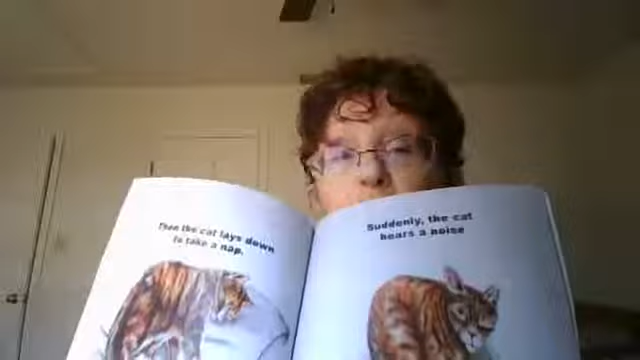 Then the cat lays down
to take a nap.
Suddenly, the cat
hears a noise